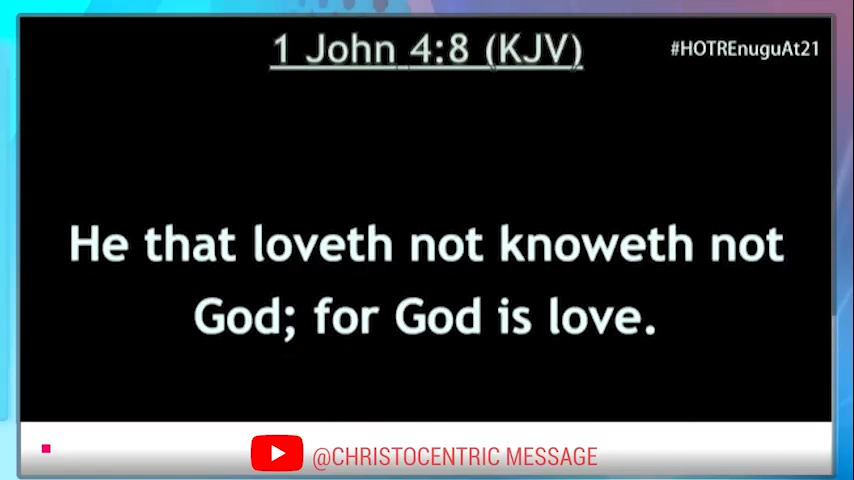 1 John 4:8 (KJV)
#HOTREnuguAt21
He that loveth not knoweth not
God; for God is love.
@CHRISTOCENTRIC MESSAGE